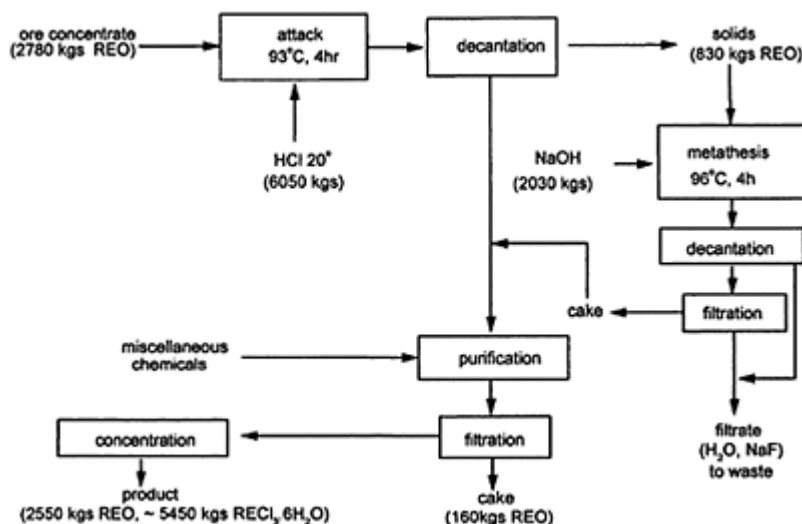 ore concentrate
(2780 kgs REO)
attack
93°C, 4hr
decantation
solids
(830 kgs REO)
HCl 20°
(6050 kgs)
NaOH
(2030 kgs)
metathesis
96°C, 4h
decantation
filtration
cake
miscellaneous
chemicals
purification
filtrate
(H₂O, NaF)
to waste
concentration
filtration
product
(2550 kgs REO, ~ 5450 kgs RECl₃ 6H₂O)
cake
(160kgs REO)